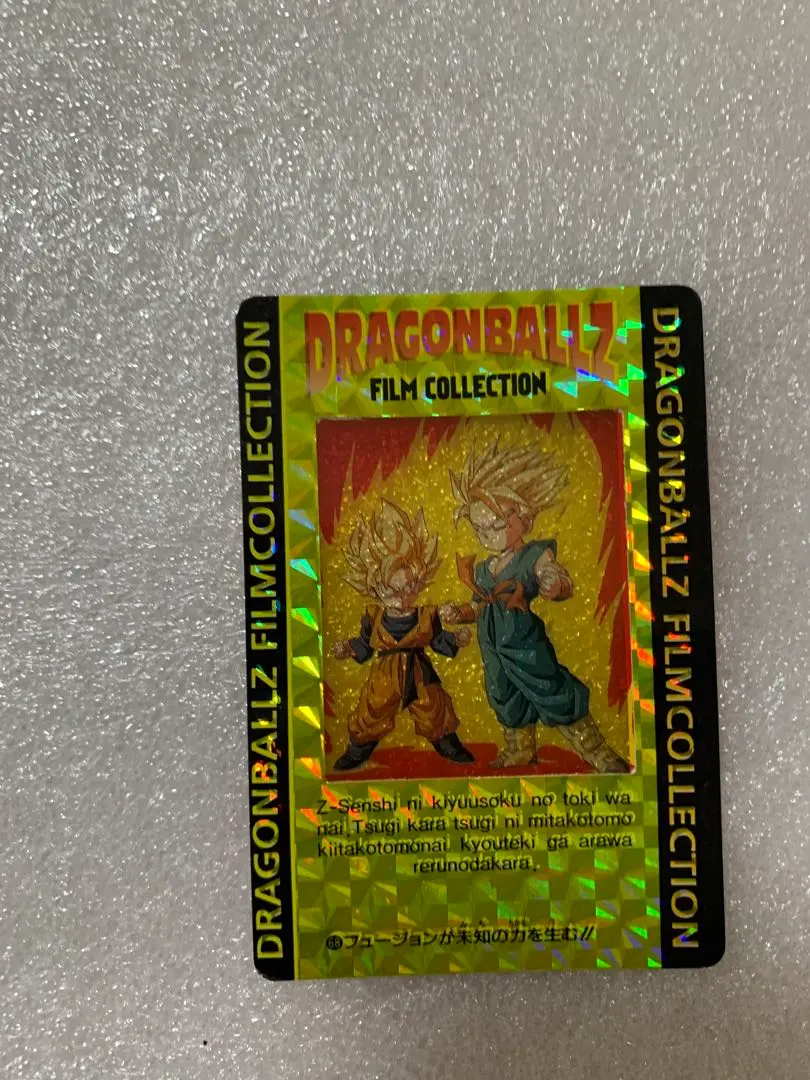 DRAGONBALLZ
FILM COLLECTION
DRAGONBALLZ FILMCOLLECTION
DRAGONBALLZ FILMCOLLECTION
Z-Senshi ni kiyuusoku no toki wa
nai.Tsugi kara tsugi ni mitakotomo
kiitakotomonai kyouteki ga arawa
rerunodakara.
フュージョンが未知の力を生む!!